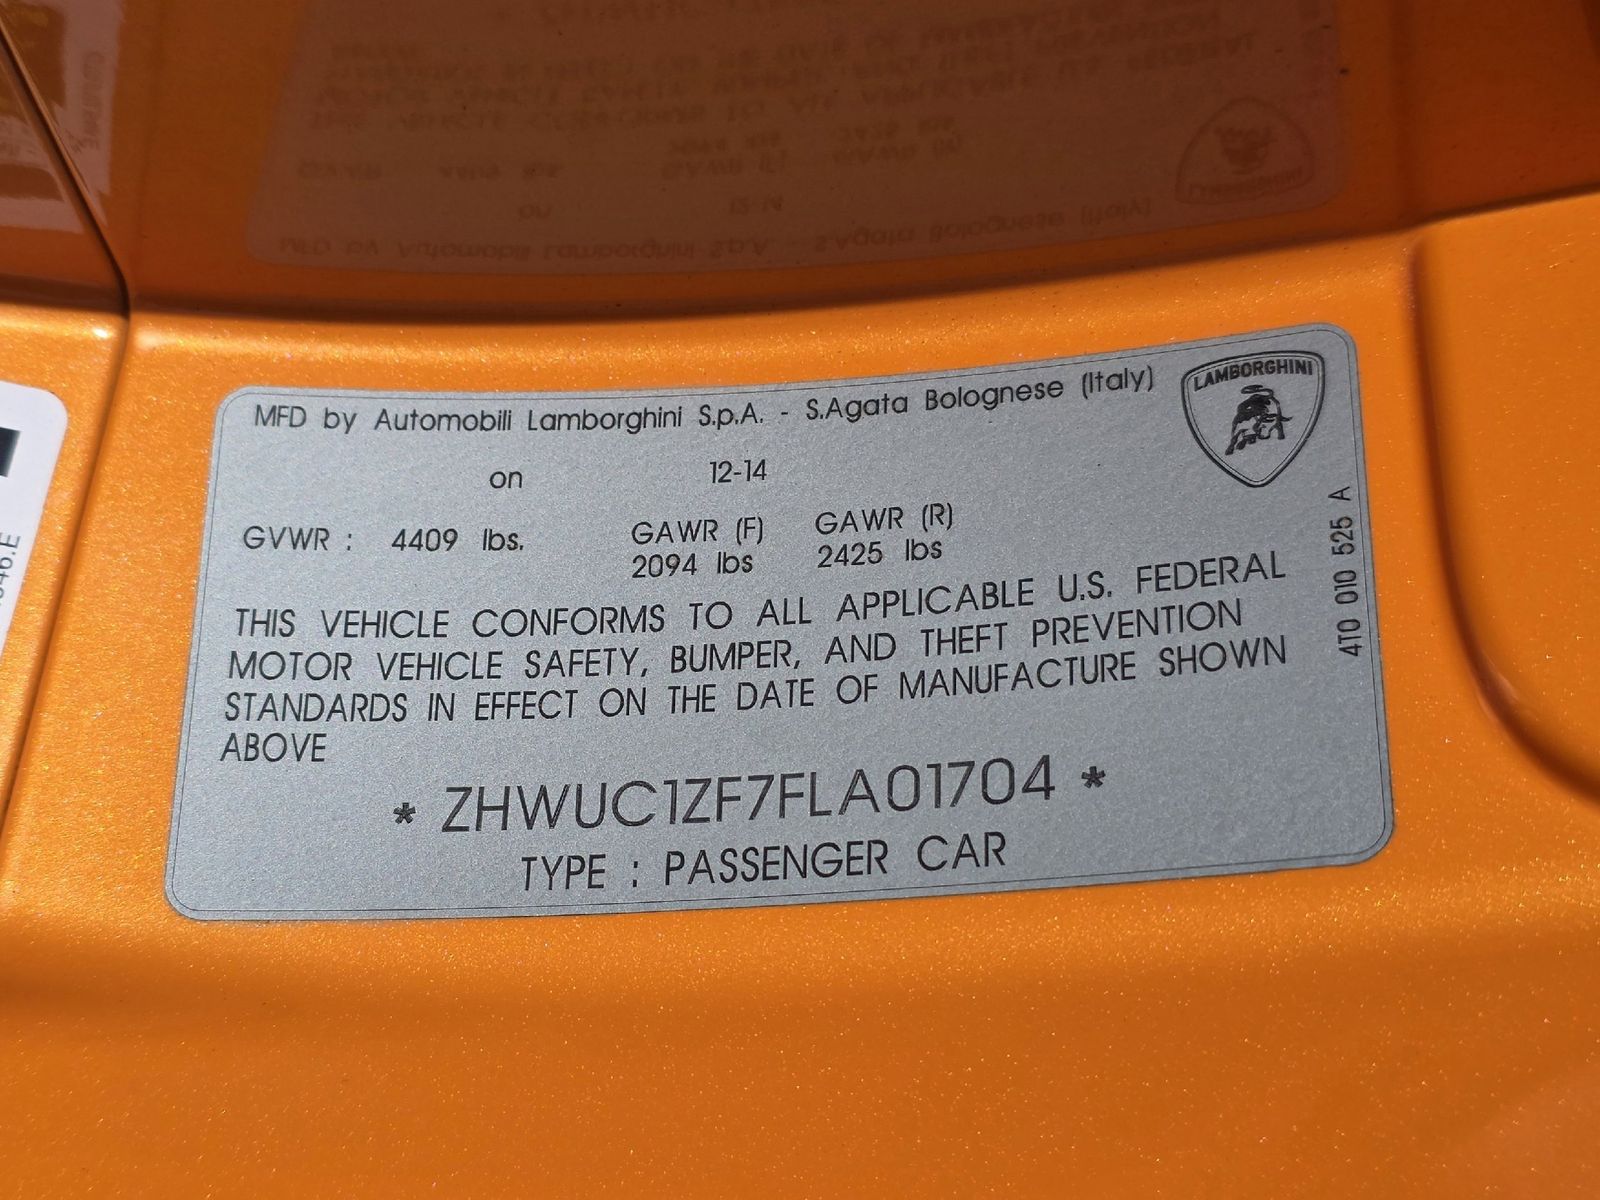 MFD by Automobili Lamborghini S.p.A. - S.Agata Bolognese (Italy)
LAMBORGHINI
on 12-14
GVWR : 4409 lbs. GAWR (F) GAWR (R)
2094 lbs 2425 lbs
THIS VEHICLE CONFORMS TO ALL APPLICABLE U.S. FEDERAL
MOTOR VEHICLE SAFETY, BUMPER, AND THEFT PREVENTION
STANDARDS IN EFFECT ON THE DATE OF MANUFACTURE SHOWN
ABOVE
* ZHWUC1ZF7FLA01704 *
TYPE : PASSENGER CAR
4T0 010 525 A